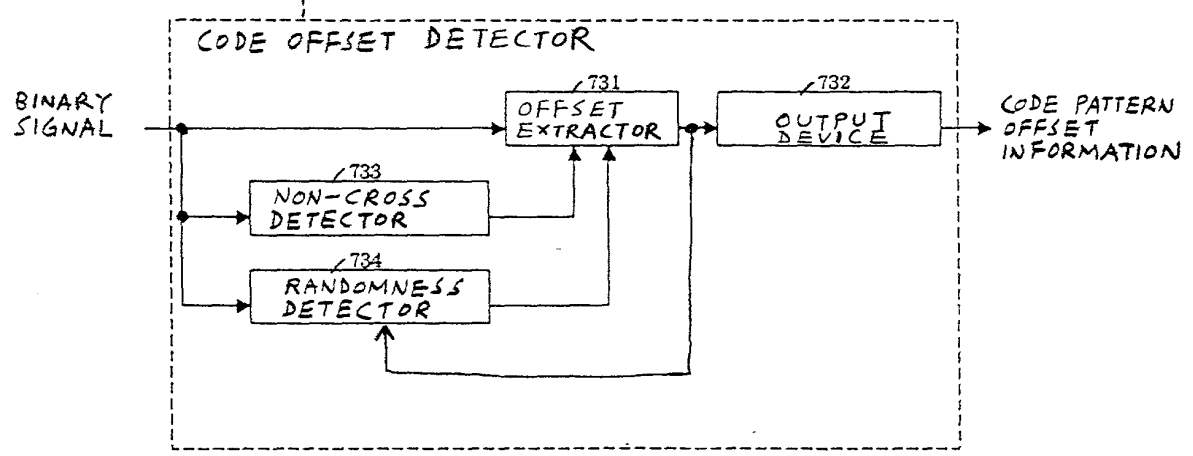 CODE OFFSET DETECTOR
BINARY
SIGNAL
731
OFFSET
EXTRACTOR
732
OUTPUT
DEVICE
CODE PATTERN
OFFSET
INFORMATION
733
NON-CROSS
DETECTOR
734
RANDOMNESS
DETECTOR